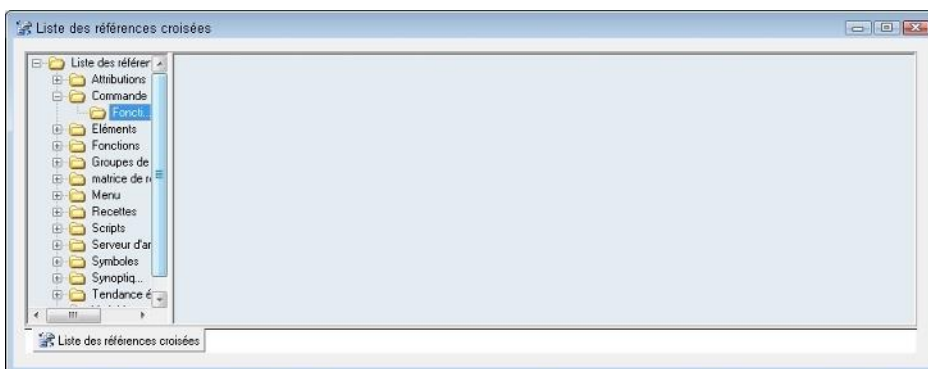 Liste des références croisées
Liste des référer
Attributions
Commande
Foncti...
Eléments
Fonctions
Groupes de
matrice de r
Menu
Recettes
Scripts
Serveur d'ar
Symboles
Synoptiq...
Tendance é
Liste des références croisées